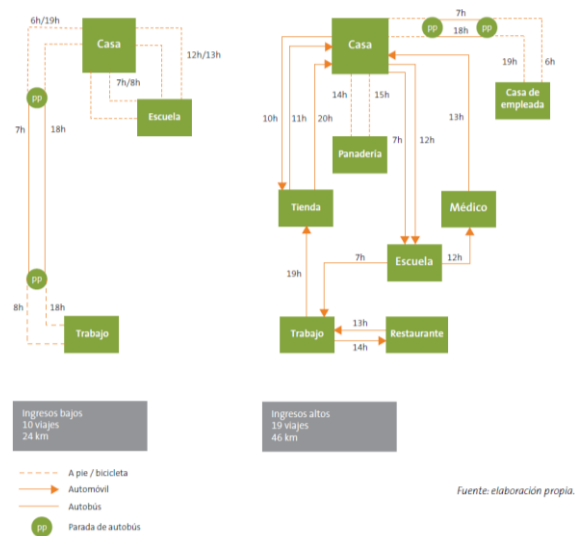 6h/19h
Casa
12h/13h
7h/8h
Escuela
pp
7h
18h
pp
8h
18h
Trabajo
Ingresos bajos
10 viajes
24 km
7h
pp
pp
18h
Casa
19h
6h
Casa de
empleada
14h
15h
10h
11h
20h
7h
12h
13h
Panadería
Tienda
Médico
Escuela
7h
12h
19h
13h
Trabajo
Restaurante
14h
Ingresos altos
19 viajes
46 km
A pie / bicicleta
Automóvil
Autobús
pp
Parada de autobús
Fuente: elaboración propia.